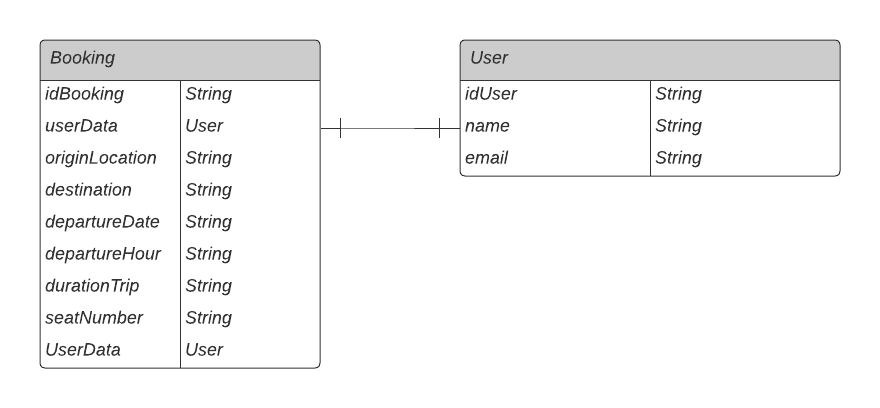 Booking
idBooking String
userData User
originLocation String
destination String
departureDate String
departureHour String
durationTrip String
seatNumber String
UserData User
User
idUser String
name String
email String